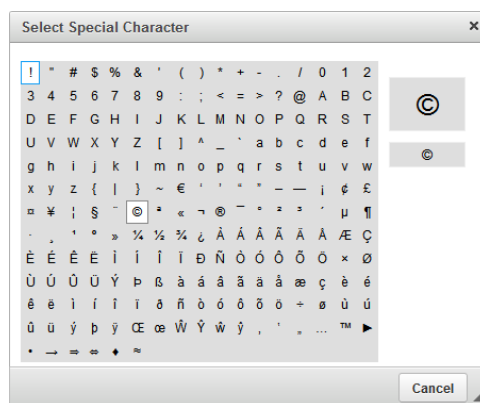 Select Special Character ×
! " # $ % & ' ( ) * + - . / 0 1 2
3 4 5 6 7 8 9 : ; < = > ? @ A B C
D E F G H I J K L M N O P Q R S T
U V W X Y Z [ ] ^ _ ` a b c d e f
g h i j k l m n o p q r s t u v w
x y z { | } ~ € ‘ ’ “ ” – — ¡ ¢ £
¤ ¥ ¦ § ¨ © ª « ¬ ® ¯ ° ² ³ ´ µ ¶
· ¸ ¹ º » ¼ ½ ¾ ¿ À Á Â Ã Ä Å Æ Ç
È É Ê Ë Ì Í Î Ï Ð Ñ Ò Ó Ô Õ Ö × Ø
Ù Ú Û Ü Ý Þ ß à á â ã ä å æ ç è é
ê ë ì í î ï ð ñ ò ó ô õ ö ÷ ø ù ú
û ü ý þ ÿ Œ œ Ŵ Ŷ ŵ ŷ ‚ ‛ „ … ™ ►
• → ⇒ ⇔ ♦ ≈
©
©
Cancel